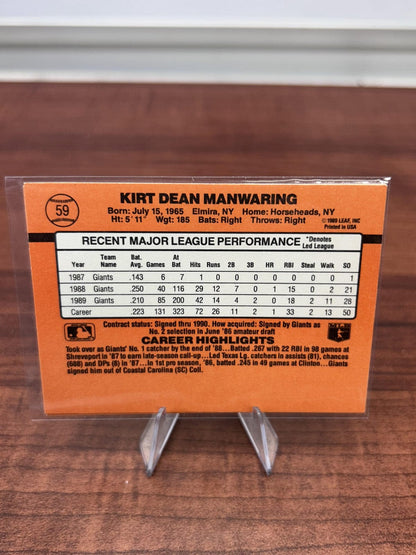 59
KIRT DEAN MANWARING
Born: July 15, 1965 Elmira, NY Home: Horseheads, NY
Ht: 5' 11" Wgt: 185 Bats: Right Throws: Right
© 1989 LEAF, INC
Printed in USA
RECENT MAJOR LEAGUE PERFORMANCE *Denotes Led League
Year Team Name Bat. Avg. Games At Bat Hits Runs 2B 3B HR RBI Steal Walk SO
1987 Giants .143 6 7 1 0 0 0 0 0 0 0 1
1988 Giants .250 40 116 29 12 7 0 1 15 0 2 21
1989 Giants .210 85 200 42 14 4 2 0 18 2 11 28
Career .223 131 323 72 26 11 2 1 33 2 13 50
Contract status: Signed thru 1990. How acquired: Signed by Giants as
No. 2 selection in June '86 amateur draft
CAREER HIGHLIGHTS
Took over as Giants' No. 1 catcher by the end of '88...Batted .267 with 22 RBI in 98 games at
Shreveport in '87 to earn late-season call-up...Led Texas Lg. catchers in assists (81), chances
(688) and DPs (8) in '87...In 1st pro season, '86, batted .245 in 49 games at Clinton...Giants
signed him out of Coastal Carolina (SC) Coll.